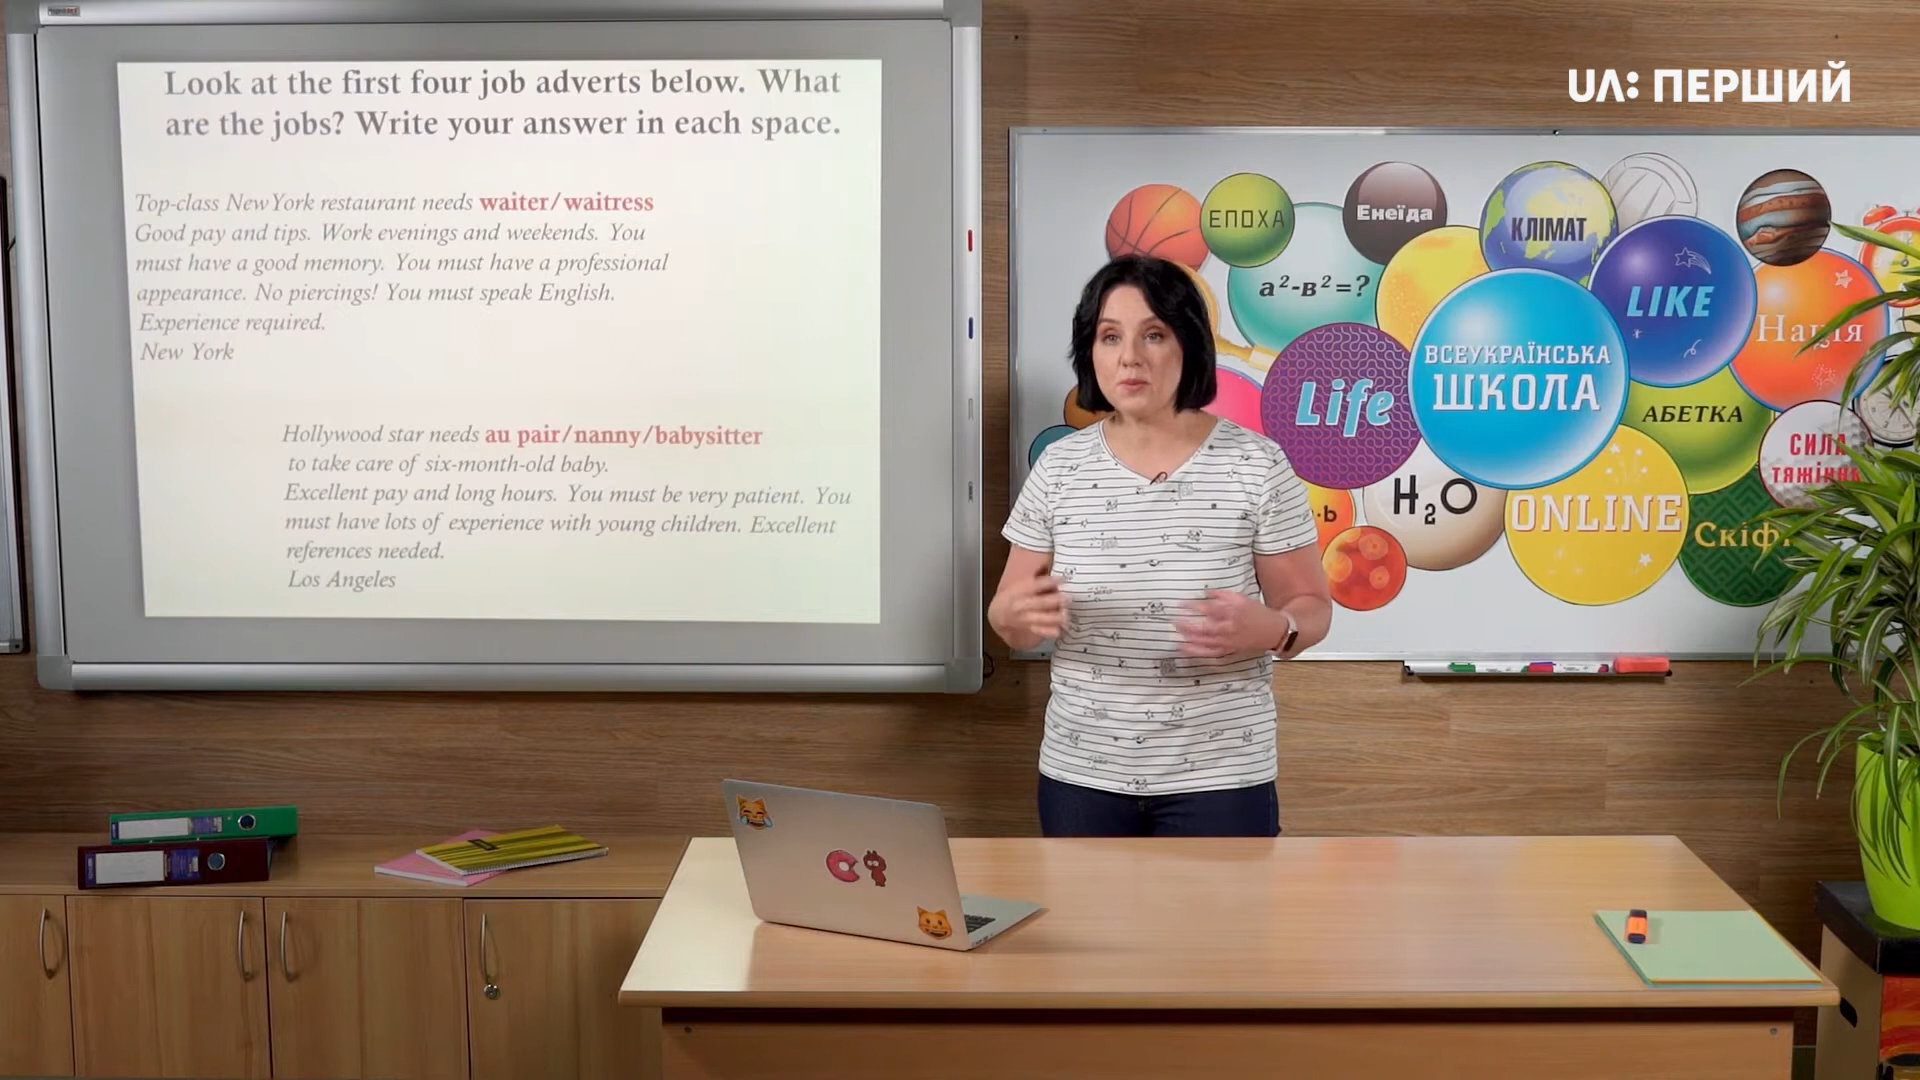 Look at the first four job adverts below. What
are the jobs? Write your answer in each space.
Top-class New York restaurant needs waiter/waitress
Good pay and tips. Work evenings and weekends. You
must have a good memory. You must have a professional
appearance. No piercings! You must speak English.
Experience required.
New York
Hollywood star needs au pair/nanny/babysitter
to take care of six-month-old baby.
Excellent pay and long hours. You must be very patient. You
must have lots of experience with young children. Excellent
references needed.
Los Angeles
UA: ПЕРШИЙ
ЕПОХА
Енеїда
КЛІМАТ
a²-в²=?
LIKE
Нація
Life
ВСЕУКРАЇНСЬКА
ШКОЛА
АБЕТКА
СИЛА
ТЯЖІННЯ
H₂O
ONLINE